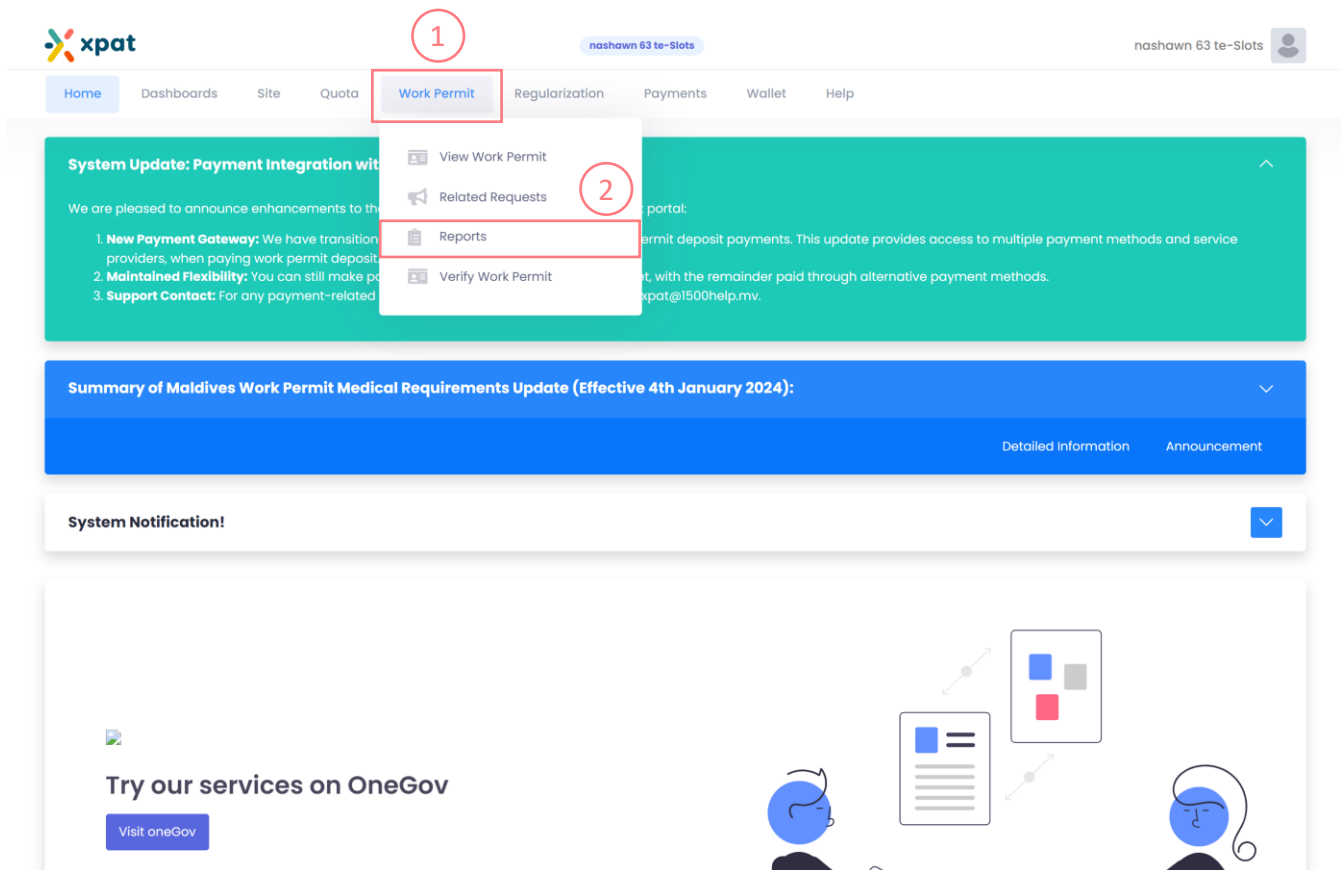 xpat
1
nashawn 63 te-Slots
nashawn 63 te-Slots
Home Dashboards Site Quota Work Permit Regularization Payments Wallet Help
View Work Permit
Related Requests
2
Reports
Verify Work Permit
System Update: Payment Integration wit
We are pleased to announce enhancements to th portal:
1. New Payment Gateway: We have transition ermit deposit payments. This update provides access to multiple payment methods and service
providers, when paying work permit deposit
2. Maintained Flexibility: You can still make pa et, with the remainder paid through alternative payment methods.
3. Support Contact: For any payment-related xpat@1500help.mv.
Summary of Maldives Work Permit Medical Requirements Update (Effective 4th January 2024):
Detailed Information Announcement
System Notification!
Try our services on OneGov
Visit oneGov